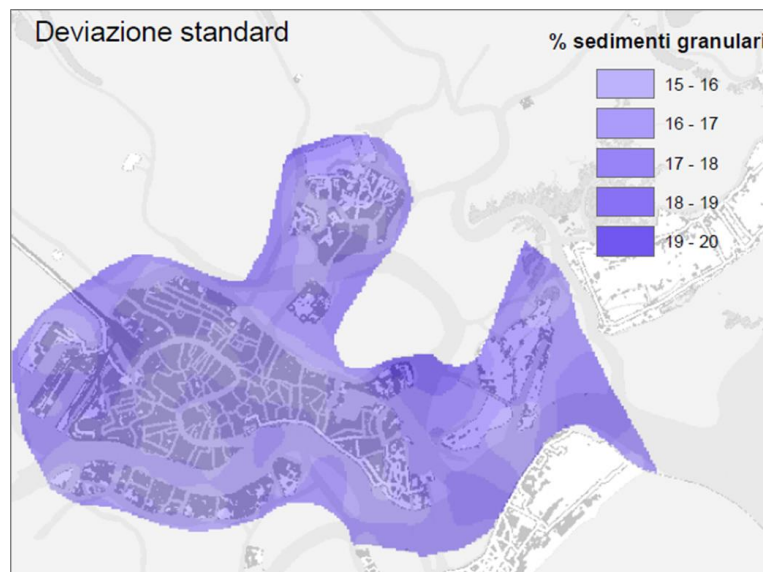 Deviazione standard
% sedimenti granulari
15 - 16
16 - 17
17 - 18
18 - 19
19 - 20